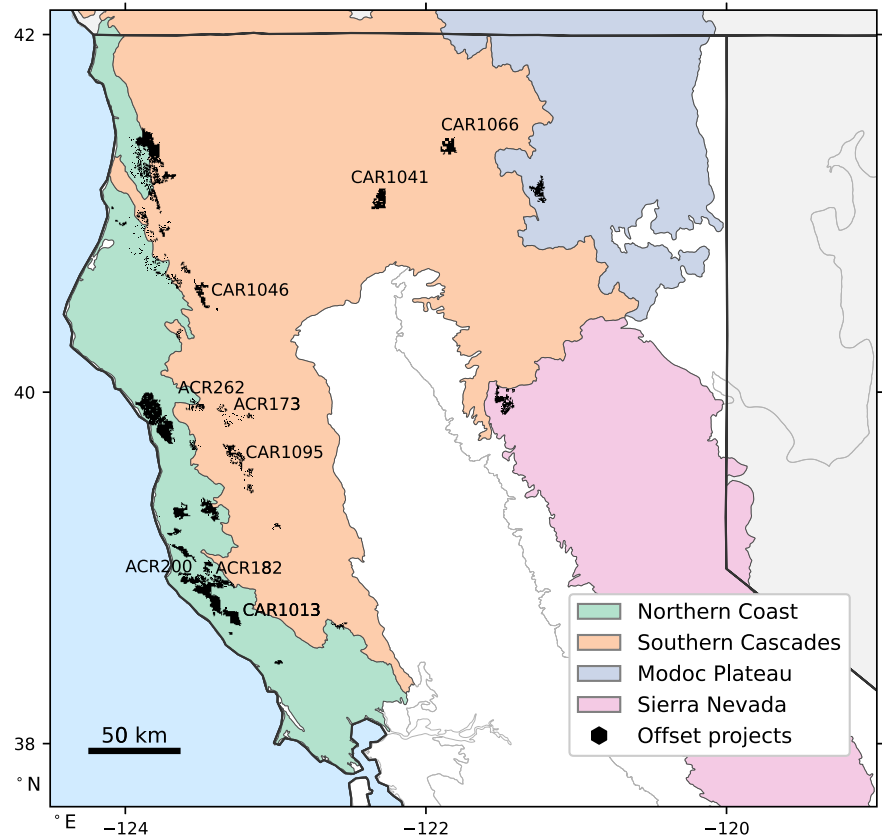 42
CAR1066
CAR1041
CAR1046
40
ACR262
ACR173
CAR1095
ACR200
ACR182
CAR1013
Northern Coast
Southern Cascades
Modoc Plateau
Sierra Nevada
Offset projects
50 km
38
°N
°E
−124
−122
−120